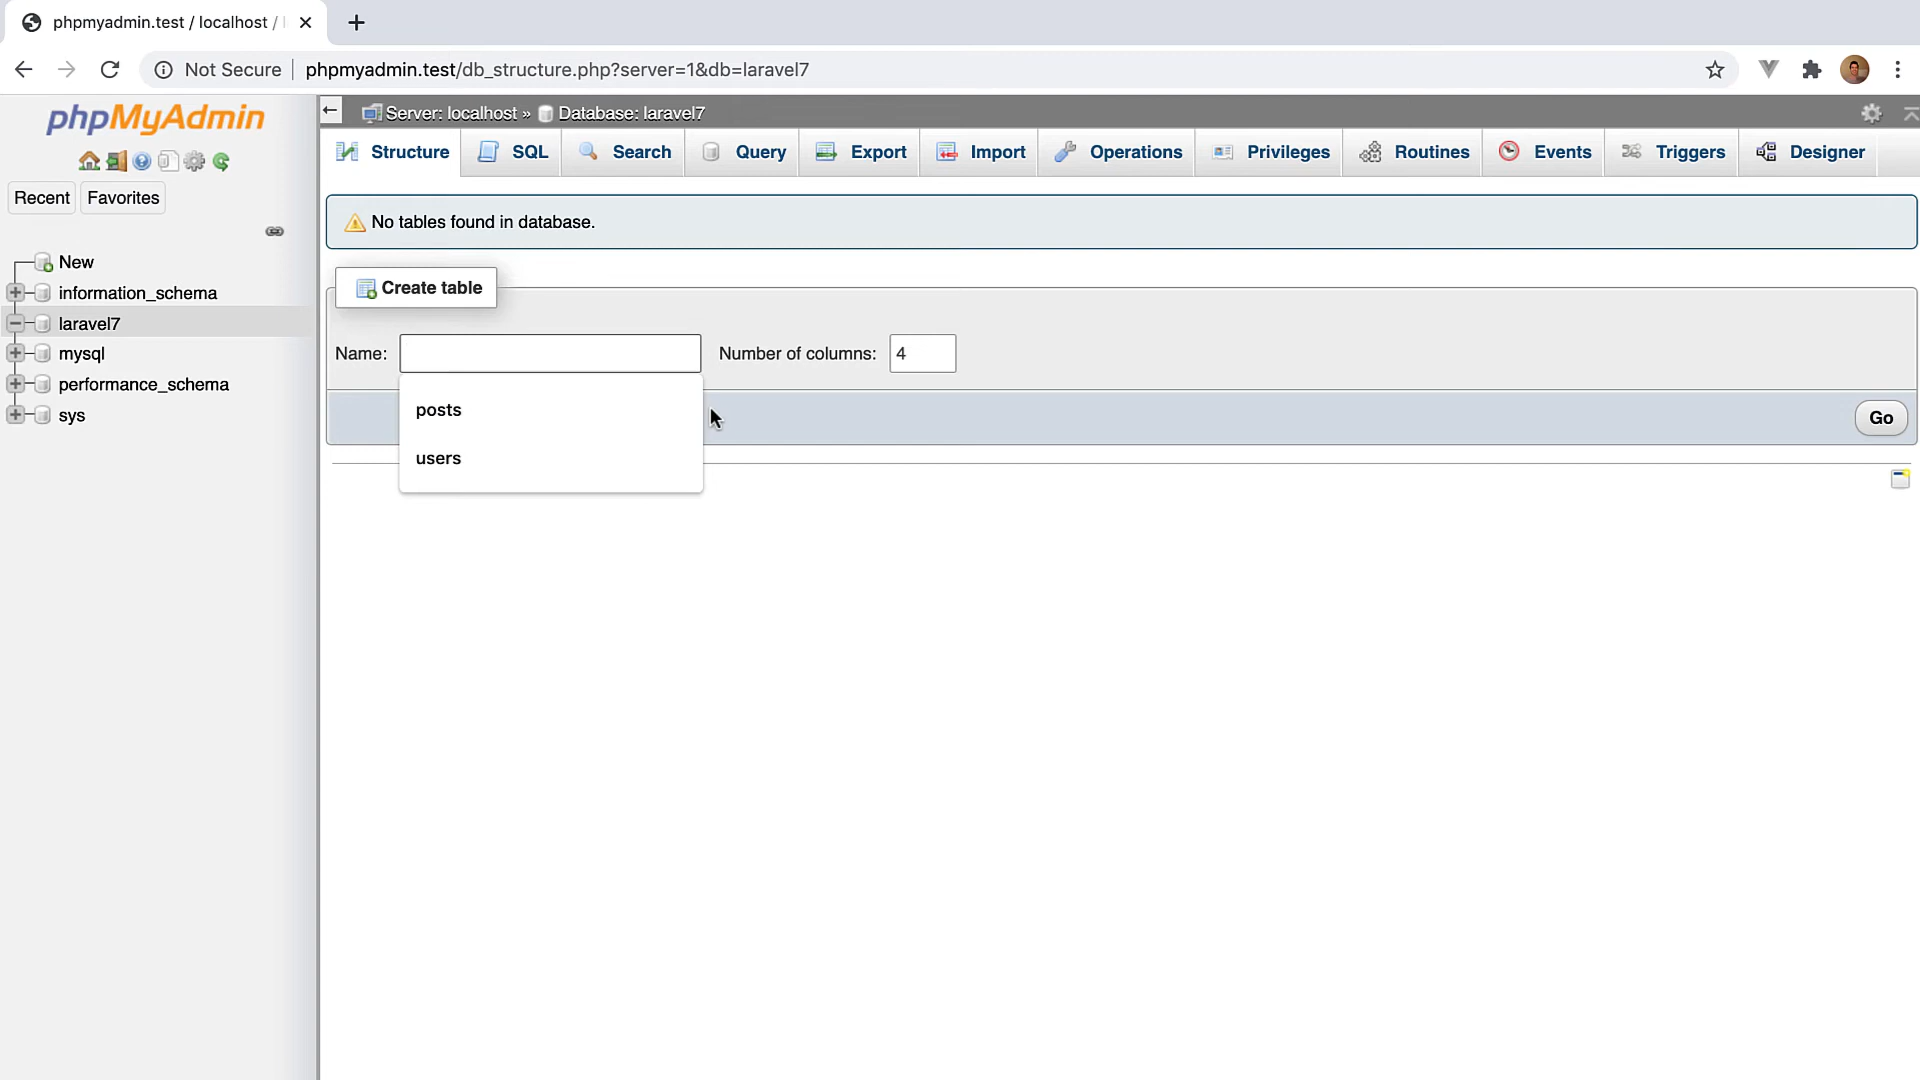 phpmyadmin.test / localhost / l
Not Secure phpmyadmin.test/db_structure.php?server=1&db=laravel7
phpMyAdmin
Recent Favorites
New
information_schema
laravel7
mysql
performance_schema
sys
Server: localhost » Database: laravel7
Structure SQL Search Query Export Import Operations Privileges Routines Events Triggers Designer
No tables found in database.
Create table
Name: Number of columns: 4
posts
users
Go